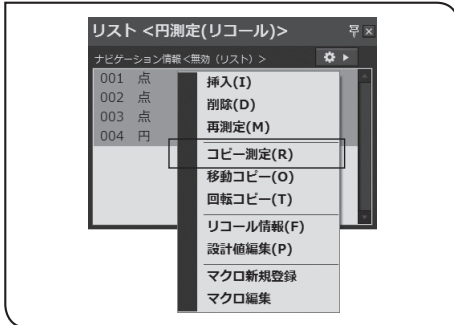 リスト <円測定(リコール)>
ナビゲーション情報<無効（リスト）>
001 点
002 点
003 点
004 円
挿入(I)
削除(D)
再測定(M)
コピー測定(R)
移動コピー(O)
回転コピー(T)
リコール情報(F)
設計値編集(P)
マクロ新規登録
マクロ編集